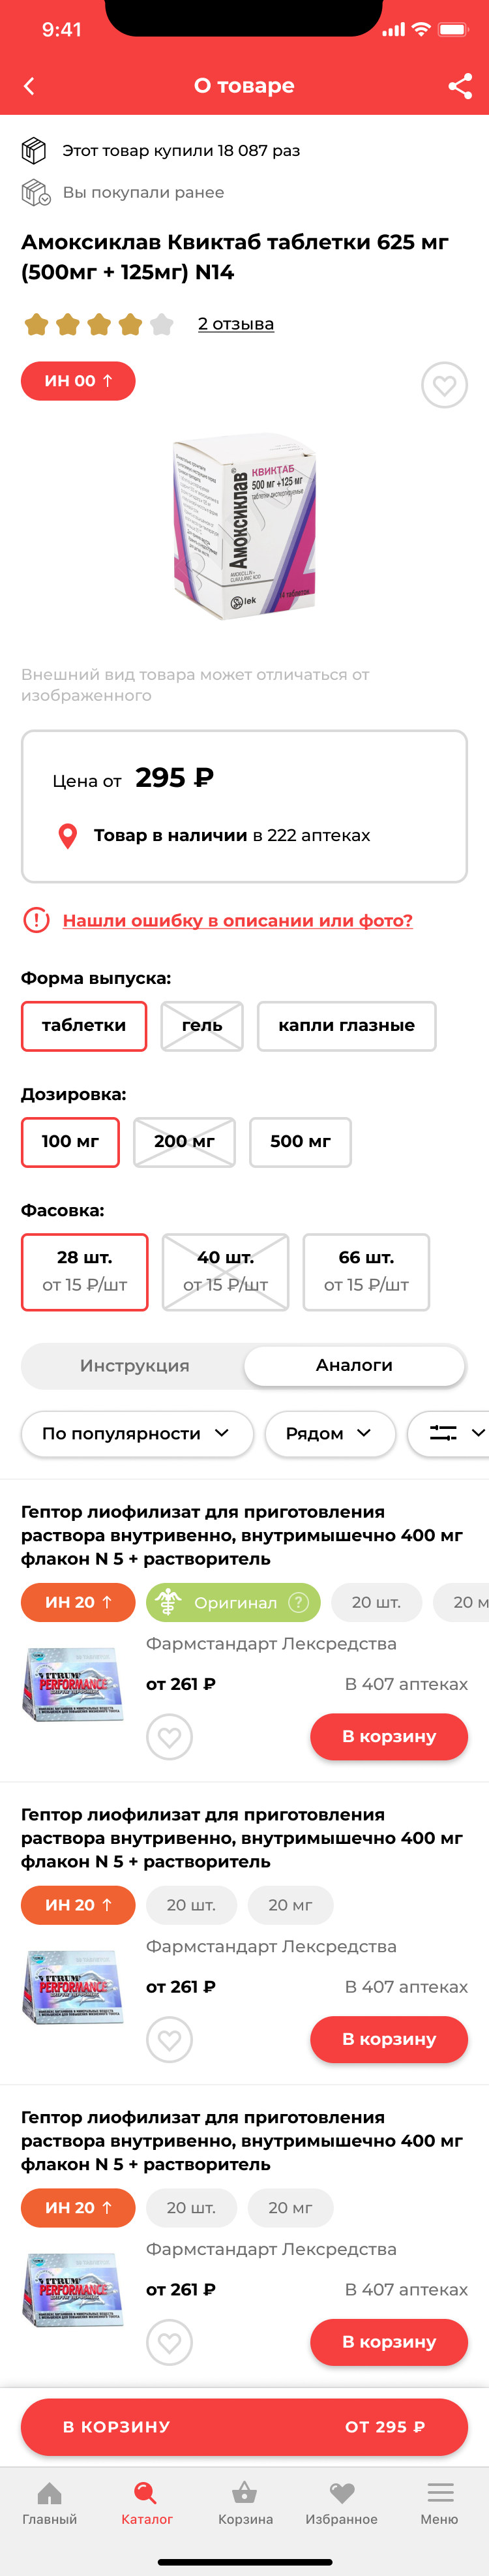 9:41
О товаре
Этот товар купили 18 087 раз
Вы покупали ранее
Амоксиклав Квиктаб таблетки 625 мг
(500мг + 125мг) N14
2 отзыва
ИН 00 ↑
Амоксиклав
КВИКТАБ
500 мг +125 мг
lek
Внешний вид товара может отличаться от
изображенного
Цена от 295 ₽
Товар в наличии в 222 аптеках
Нашли ошибку в описании или фото?
Форма выпуска:
таблетки гель капли глазные
Дозировка:
100 мг 200 мг 500 мг
Фасовка:
28 шт. 40 шт. 66 шт.
от 15 ₽/шт от 15 ₽/шт от 15 ₽/шт
Инструкция Аналоги
По популярности Рядом
Гептор лиофилизат для приготовления
раствора внутривенно, внутримышечно 400 мг
флакон N 5 + растворитель
ИН 20 ↑ Оригинал ? 20 шт. 20 м
Фармстандарт Лексредства
VITRUM
PERFORMANCE
от 261 ₽ В 407 аптеках
В корзину
Гептор лиофилизат для приготовления
раствора внутривенно, внутримышечно 400 мг
флакон N 5 + растворитель
ИН 20 ↑ 20 шт. 20 мг
Фармстандарт Лексредства
VITRUM
PERFORMANCE
от 261 ₽ В 407 аптеках
В корзину
Гептор лиофилизат для приготовления
раствора внутривенно, внутримышечно 400 мг
флакон N 5 + растворитель
ИН 20 ↑ 20 шт. 20 мг
Фармстандарт Лексредства
VITRUM
PERFORMANCE
от 261 ₽ В 407 аптеках
В корзину
В КОРЗИНУ ОТ 295 ₽
Главный Каталог Корзина Избранное Меню